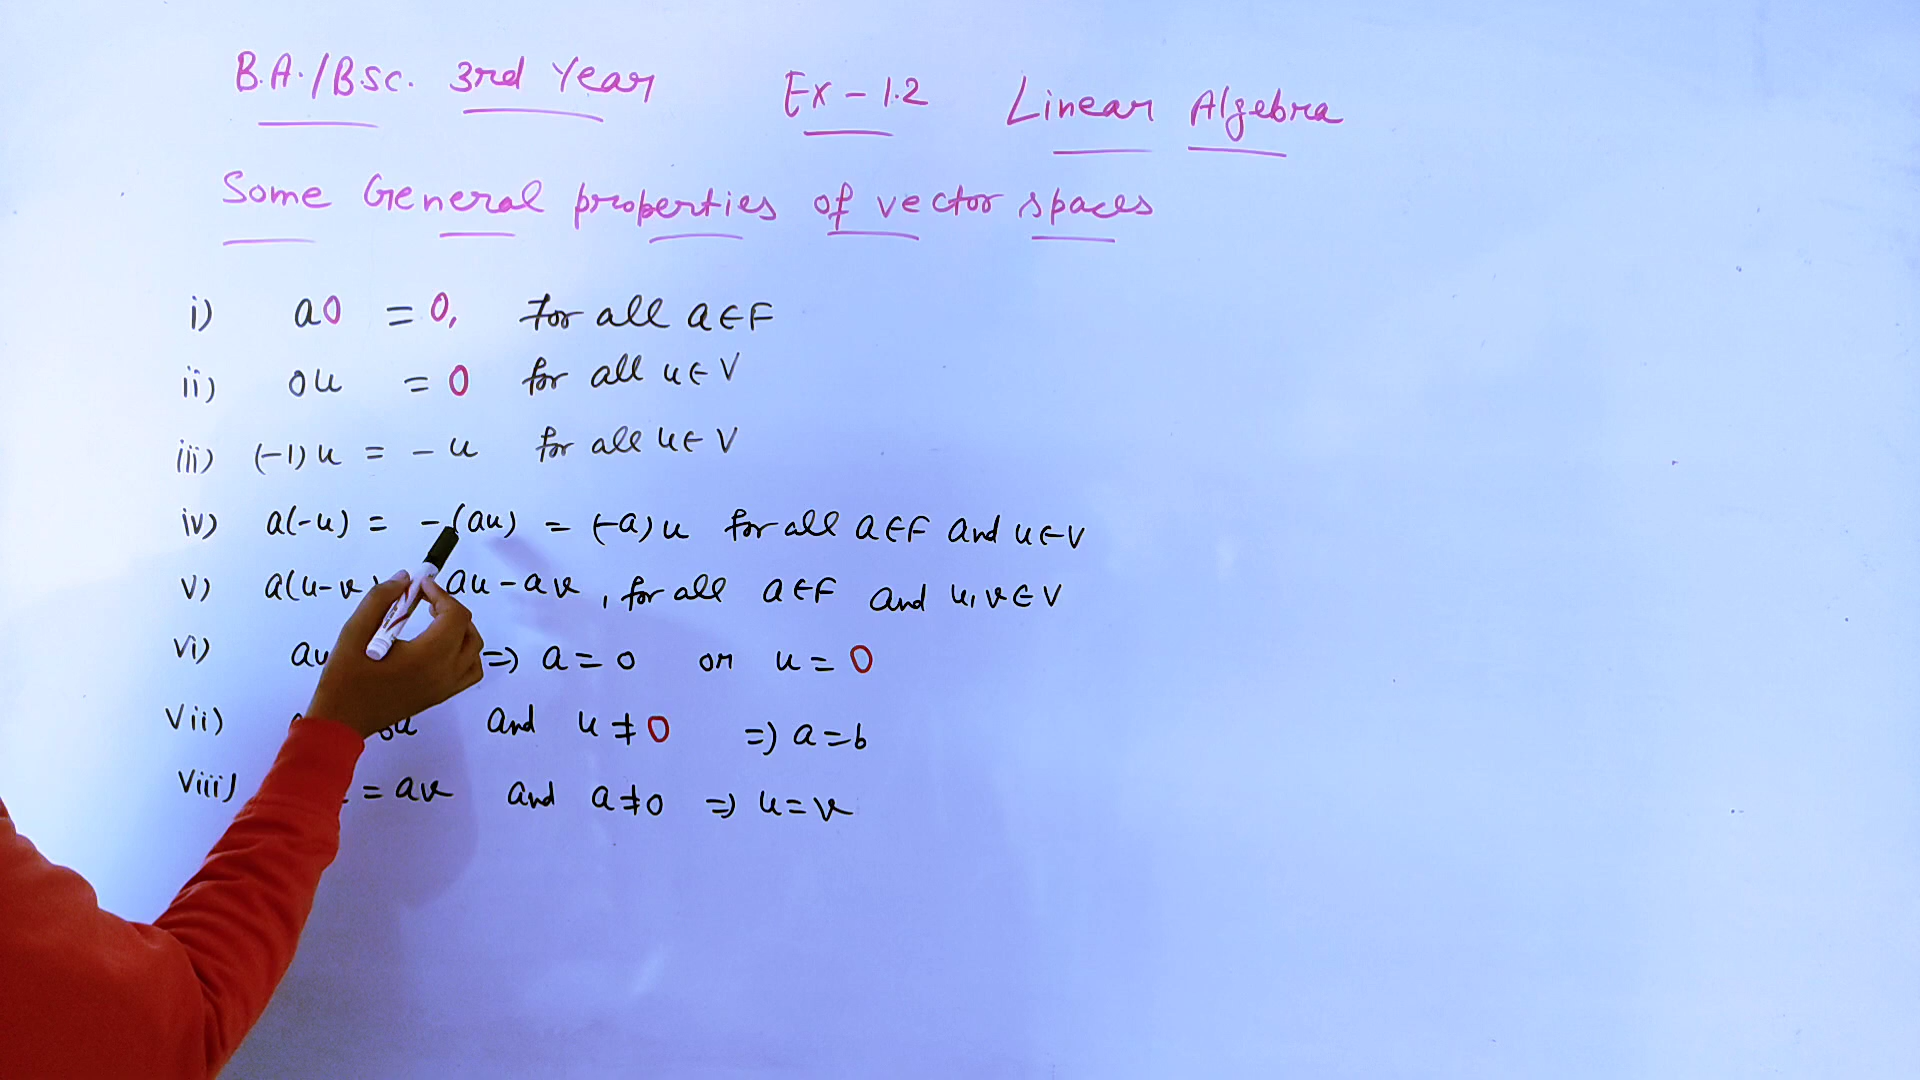 B.A./B.sc. 3rd Year Ex - 1.2 Linear Algebra
Some General properties of vector spaces
i) a0 = 0, for all a∈F
ii) 0u = 0 for all u∈V
iii) (-1)u = -u for all u∈V
iv) a(-u) = -(au) = (-a)u for all a∈F and u∈V
v) a(u-v) au-av, for all a∈F and u,v∈V
vi) au => a=0 or u=0
vii) bu and u≠0 => a=b
viii) = av and a≠0 => u=v